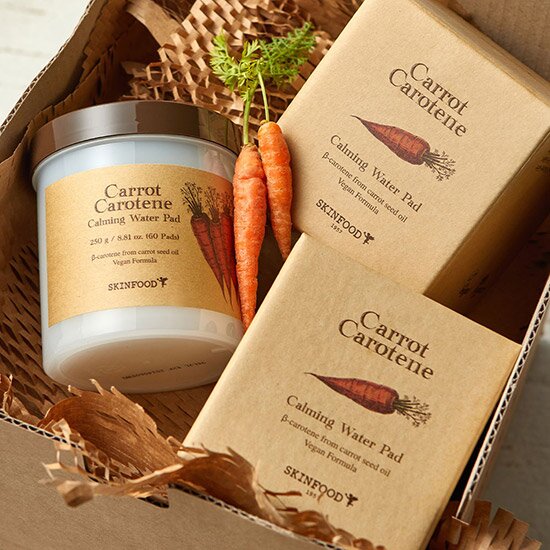 Carrot
Carotene
Calming Water Pad
250 g / 8.81 oz. (60 Pads)
β-carotene from carrot seed oil
Vegan Formula
SKINFOOD
Carrot
Carotene
Calming Water Pad
β-carotene from carrot seed oil
Vegan Formula
SKINFOOD
1957
Carrot
Carotene
Calming Water Pad
β-carotene from carrot seed oil
Vegan Formula
SKINFOOD